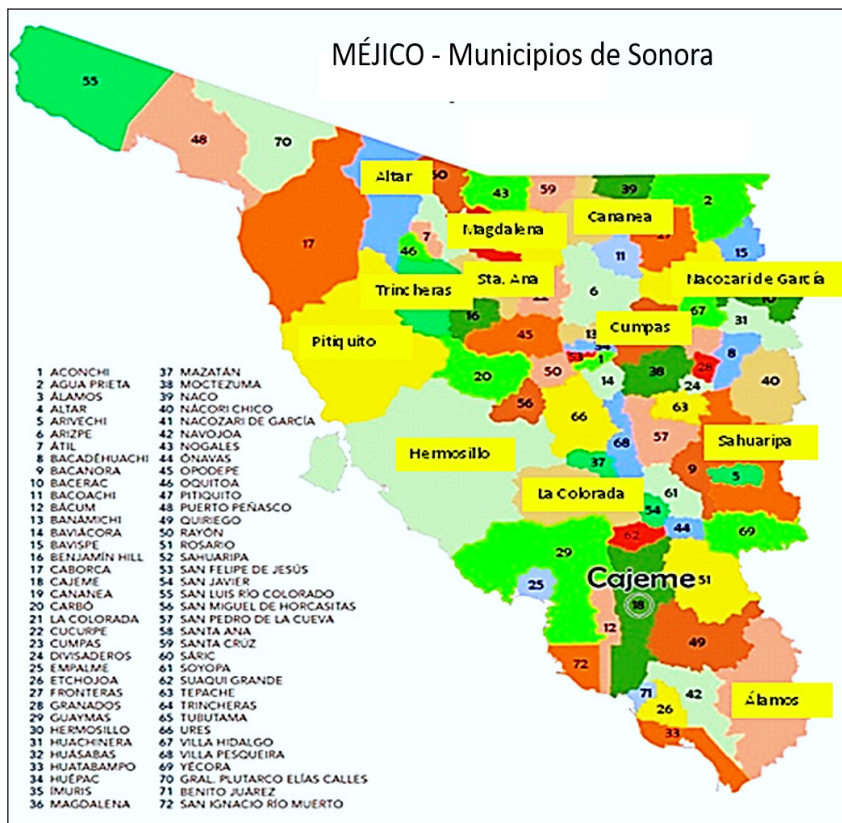 MÉJICO - Municipios de Sonora
55
48
70
Altar
60
43
59
39
2
Cananea
Magdalena
17
7
46
11
27
15
Trincheras
Sta. Ana
22
6
Nacozari de García
10
67
31
16
Pitiquito
45
13
Cumpas
34
53
1
20
50
14
38
24
28
8
40
56
66
63
57
Sahuaripa
Hermosillo
68
37
9
5
La Colorada
61
54
62
44
69
29
25
Cajeme
18
51
12
49
72
71
42
Álamos
26
33
1 ACONCHI
2 AGUA PRIETA
3 ÁLAMOS
4 ALTAR
5 ARIVECHI
6 ARIZPE
7 ÁTIL
8 BACADÉHUACHI
9 BACANORA
10 BACERAC
11 BACOACHI
12 BÁCUM
13 BANÁMICHI
14 BAVIÁCORA
15 BAVISPE
16 BENJAMÍN HILL
17 CABORCA
18 CAJEME
19 CANANEA
20 CARBÓ
21 LA COLORADA
22 CUCURPE
23 CUMPAS
24 DIVISADEROS
25 EMPALME
26 ETCHOJOA
27 FRONTERAS
28 GRANADOS
29 GUAYMAS
30 HERMOSILLO
31 HUACHINERA
32 HUÁSABAS
33 HUATABAMPO
34 HUÉPAC
35 ÍMURIS
36 MAGDALENA
37 MAZATÁN
38 MOCTEZUMA
39 NACO
40 NÁCORI CHICO
41 NACOZARI DE GARCÍA
42 NAVOJOA
43 NOGALES
44 ÓNAVAS
45 OPODEPE
46 OQUITOA
47 PITIQUITO
48 PUERTO PEÑASCO
49 QUIRIEGO
50 RAYÓN
51 ROSARIO
52 SAHUARIPA
53 SAN FELIPE DE JESÚS
54 SAN JAVIER
55 SAN LUIS RÍO COLORADO
56 SAN MIGUEL DE HORCASITAS
57 SAN PEDRO DE LA CUEVA
58 SANTA ANA
59 SANTA CRÚZ
60 SÁRIC
61 SOYOPA
62 SUAQUI GRANDE
63 TEPACHE
64 TRINCHERAS
65 TUBUTAMA
66 URES
67 VILLA HIDALGO
68 VILLA PESQUEIRA
69 YÉCORA
70 GRAL. PLUTARCO ELÍAS CALLES
71 BENITO JUÁREZ
72 SAN IGNACIO RÍO MUERTO